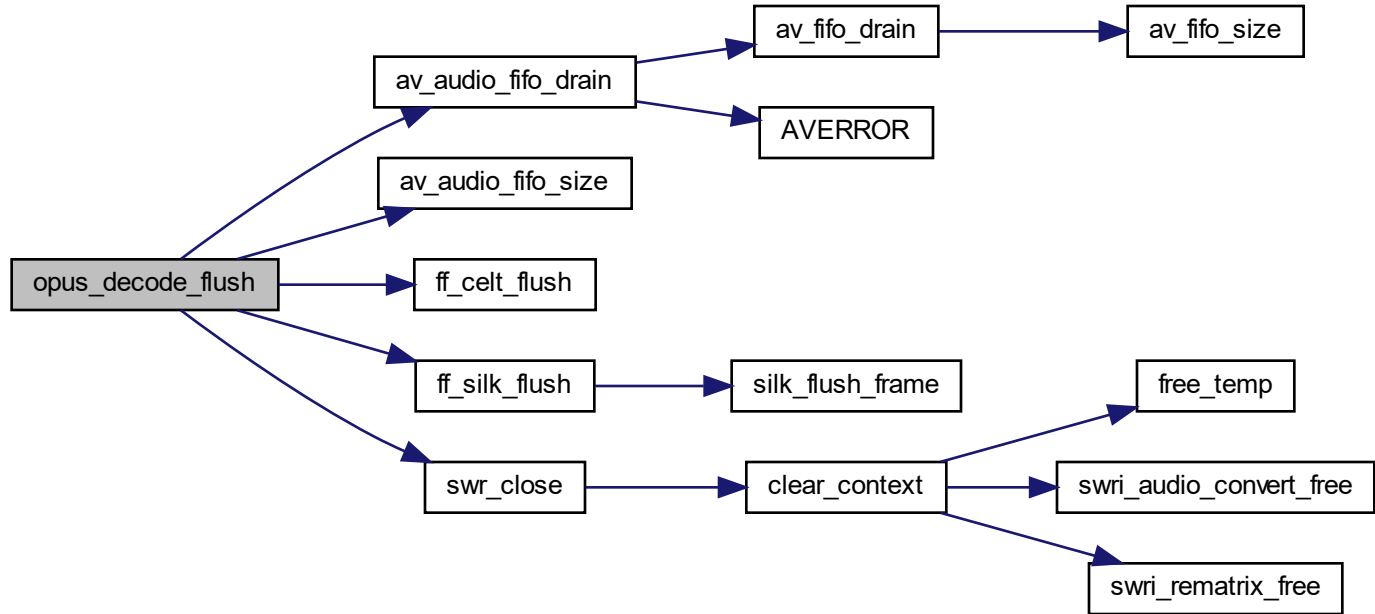 av_fifo_drain
av_fifo_size
av_audio_fifo_drain
AVERROR
av_audio_fifo_size
opus_decode_flush
ff_celt_flush
ff_silk_flush
silk_flush_frame
free_temp
swr_close
clear_context
swri_audio_convert_free
swri_rematrix_free